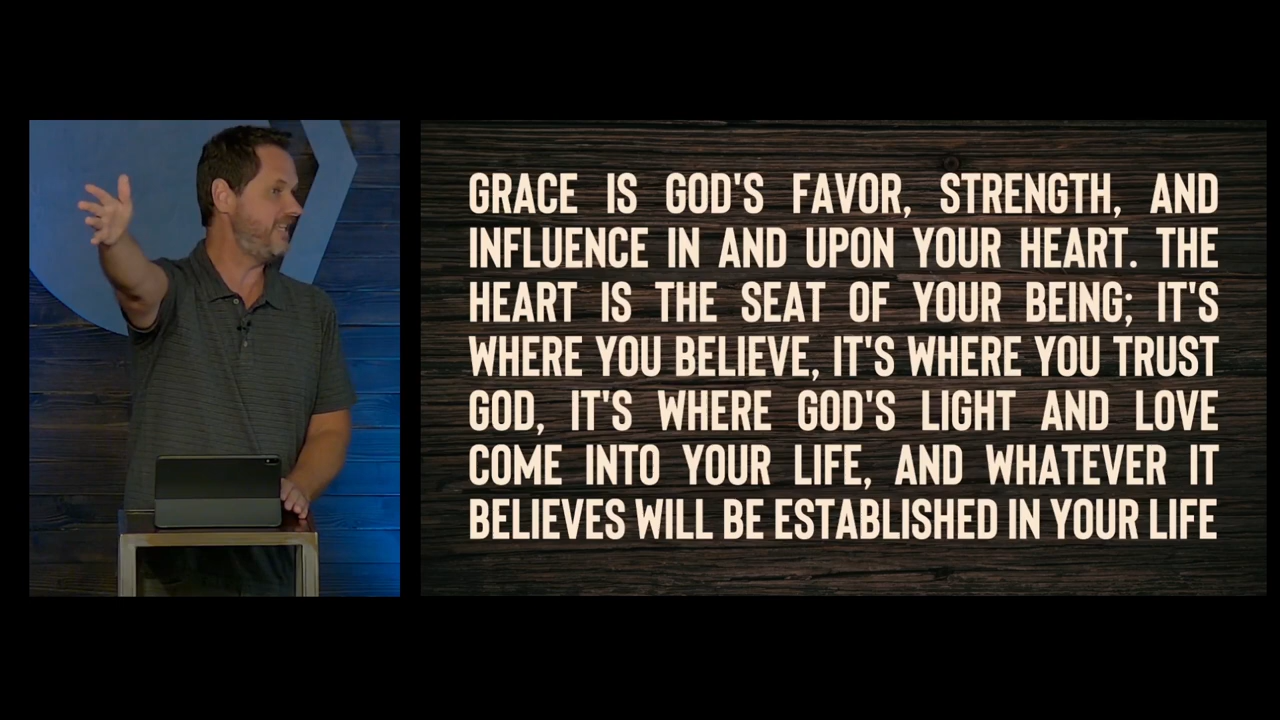 GRACE IS GOD'S FAVOR, STRENGTH, AND
INFLUENCE IN AND UPON YOUR HEART. THE
HEART IS THE SEAT OF YOUR BEING; IT'S
WHERE YOU BELIEVE, IT'S WHERE YOU TRUST
GOD, IT'S WHERE GOD'S LIGHT AND LOVE
COME INTO YOUR LIFE, AND WHATEVER IT
BELIEVES WILL BE ESTABLISHED IN YOUR LIFE